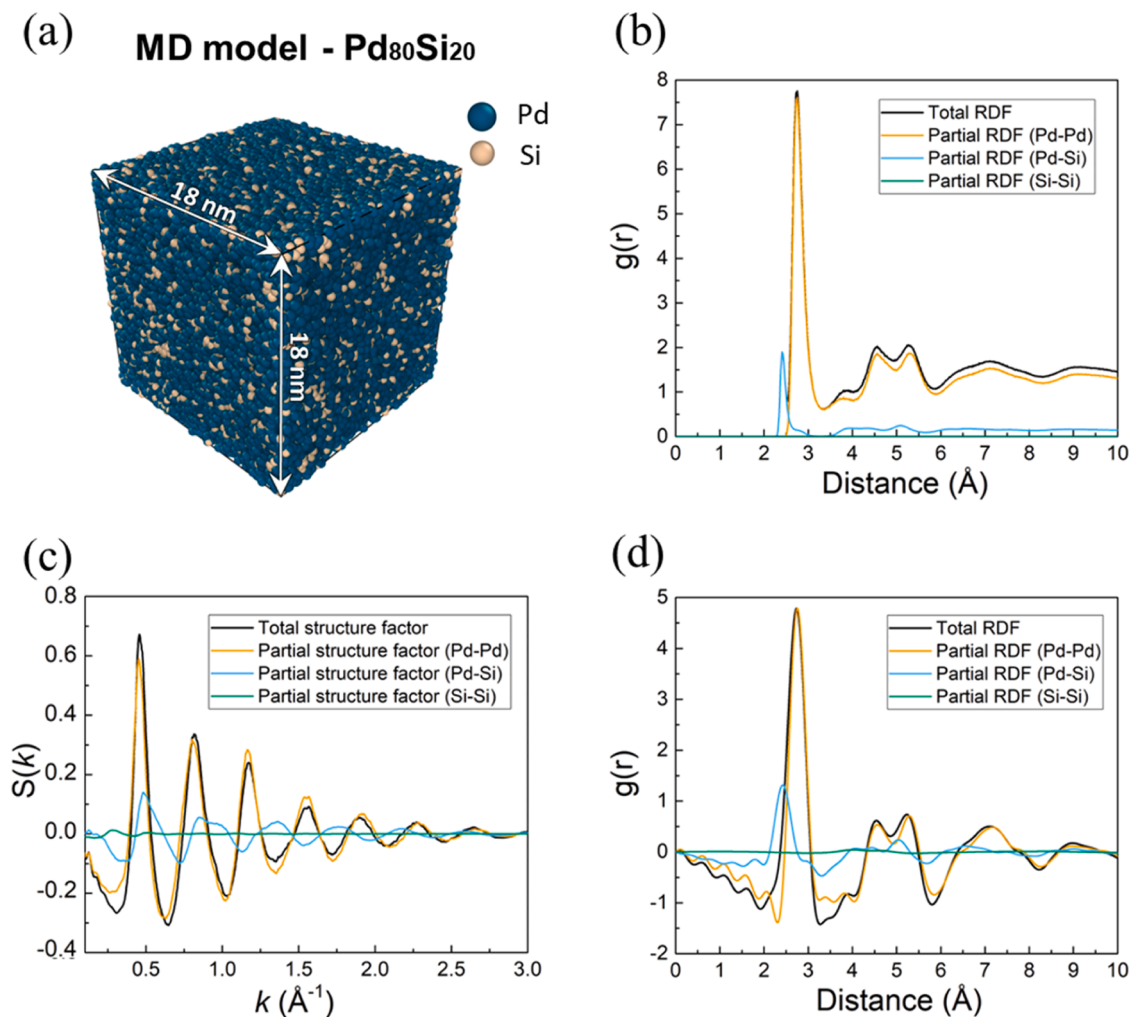 (a)
MD model - Pd₈₀Si₂₀
Pd
Si
18 nm
18 nm
(b)
8
7
6
5
4
3
2
1
0
g(r)
Total RDF
Partial RDF (Pd-Pd)
Partial RDF (Pd-Si)
Partial RDF (Si-Si)
0 1 2 3 4 5 6 7 8 9 10
Distance (Å)
(c)
0.8
0.6
0.4
0.2
0.0
-0.2
-0.4
S(k)
Total structure factor
Partial structure factor (Pd-Pd)
Partial structure factor (Pd-Si)
Partial structure factor (Si-Si)
0.5 1.0 1.5 2.0 2.5 3.0
k (Å⁻¹)
(d)
5
4
3
2
1
0
-1
-2
g(r)
Total RDF
Partial RDF (Pd-Pd)
Partial RDF (Pd-Si)
Partial RDF (Si-Si)
0 1 2 3 4 5 6 7 8 9 10
Distance (Å)